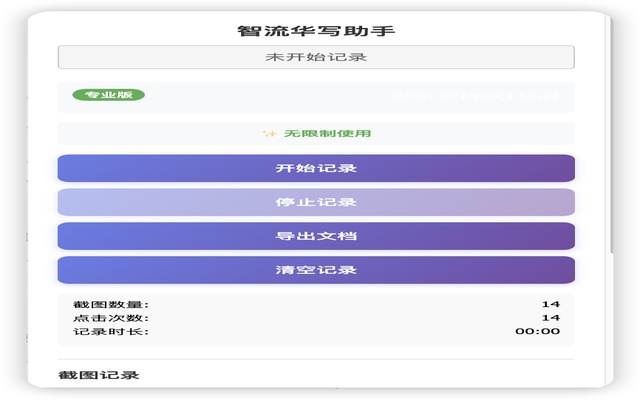 智流华写助手
未开始记录
专业版
✨ 无限制使用
开始记录
停止记录
导出文档
清空记录
截图数量: 14
点击次数: 14
记录时长: 00:00
截图记录